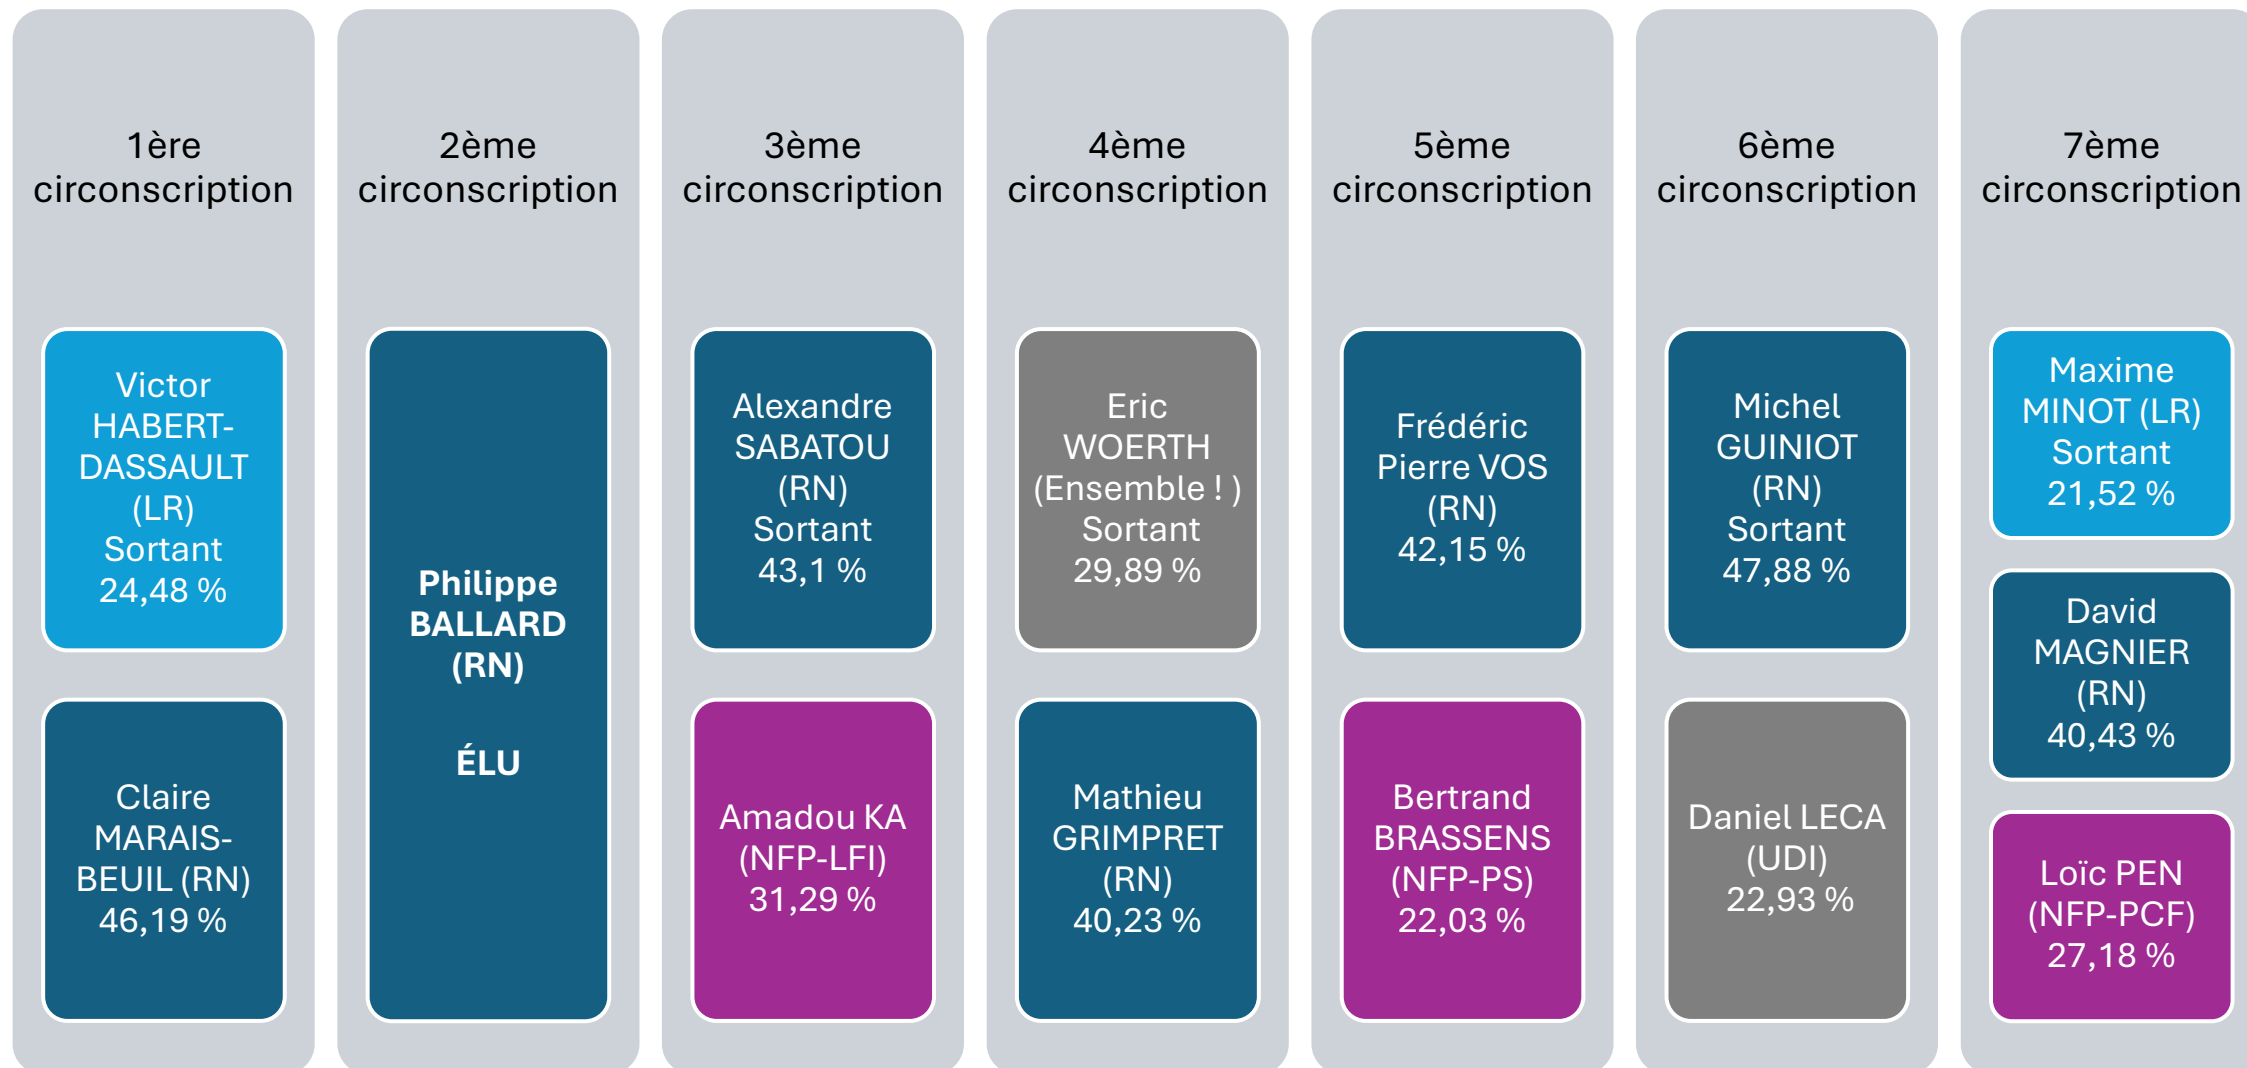 1ère
circonscription
Victor
HABERT-
DASSAULT
(LR)
Sortant
24,48 %
Claire
MARAIS-
BEUIL (RN)
46,19 %
2ème
circonscription
Philippe
BALLARD
(RN)
ÉLU
3ème
circonscription
Alexandre
SABATOU
(RN)
Sortant
43,1 %
Amadou KA
(NFP-LFI)
31,29 %
4ème
circonscription
Eric
WOERTH
(Ensemble ! )
Sortant
29,89 %
Mathieu
GRIMPRET
(RN)
40,23 %
5ème
circonscription
Frédéric
Pierre VOS
(RN)
42,15 %
Bertrand
BRASSENS
(NFP-PS)
22,03 %
6ème
circonscription
Michel
GUINIOT
(RN)
Sortant
47,88 %
Daniel LECA
(UDI)
22,93 %
7ème
circonscription
Maxime
MINOT (LR)
Sortant
21,52 %
David
MAGNIER
(RN)
40,43 %
Loïc PEN
(NFP-PCF)
27,18 %